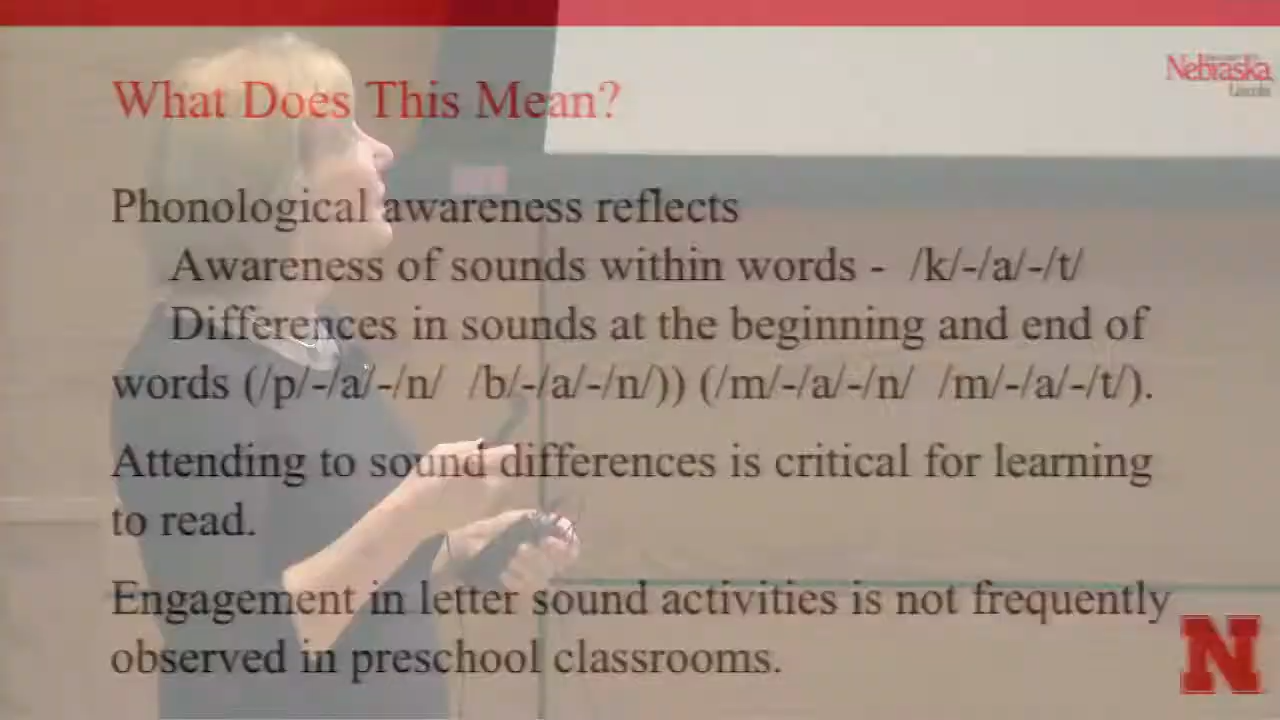 Nebraska
Lincoln
What Does This Mean?
Phonological awareness reflects
Awareness of sounds within words - /k/-/a/-/t/
Differences in sounds at the beginning and end of
words (/p/-/a/-/n/ /b/-/a/-/n/)) (/m/-/a/-/n/ /m/-/a/-/t/).
Attending to sound differences is critical for learning
to read.
Engagement in letter sound activities is not frequently
observed in preschool classrooms.
N